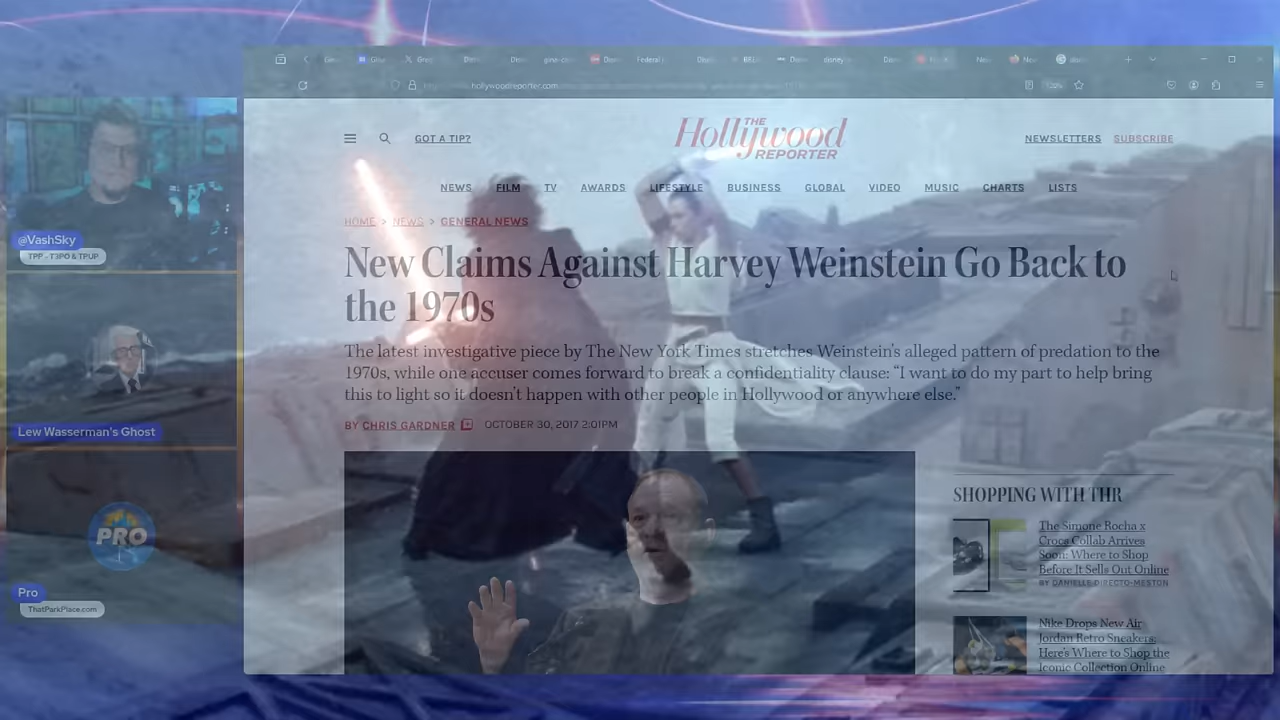 hollywoodreporter.com
120%
GOT A TIP?
THE
Hollywood
REPORTER
NEWSLETTERS SUBSCRIBE
NEWS FILM TV AWARDS LIFESTYLE BUSINESS GLOBAL VIDEO MUSIC CHARTS LISTS
HOME > NEWS > GENERAL NEWS
New Claims Against Harvey Weinstein Go Back to
the 1970s
The latest investigative piece by The New York Times stretches Weinstein's alleged pattern of predation to the
1970s, while one accuser comes forward to break a confidentiality clause: “I want to do my part to help bring
this to light so it doesn't happen with other people in Hollywood or anywhere else.”
BY CHRIS GARDNER OCTOBER 30, 2017 2:01PM
SHOPPING WITH THR
The Simone Rocha x
Crocs Collab Arrives
Soon: Where to Shop
Before It Sells Out Online
BY DANIELLE DIRECTO-MESTON
Nike Drops New Air
Jordan Retro Sneakers:
Here's Where to Shop the
Iconic Collection Online
@VashSky
TPP - T3PO & TPUP
Lew Wasserman's Ghost
PRO
Pro
ThatParkPlace.com